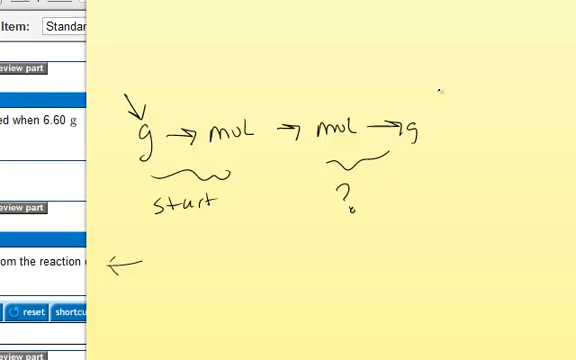 Item: Standar
eview part
ed when 6.60 g
g → mol → mol → g
start ?
eview part
om the reaction
reset shortcu
eview part